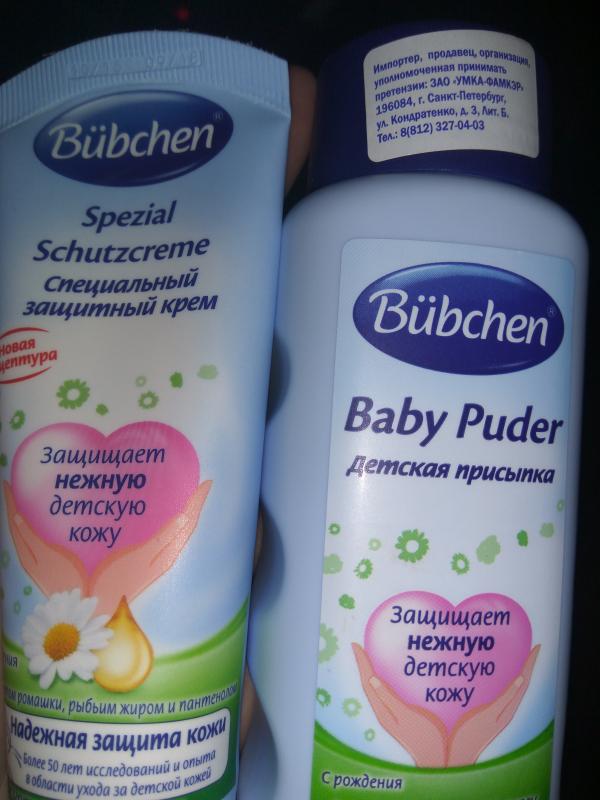 Bübchen
Spezial
Schutzcreme
Специальный
защитный крем
Защищает
нежную
детскую
кожу
ромашки, рыбьим жиром и
надежная защита кожи
Более 50 лет исследований и опыта
в области ухода за детской кожей
Импортер, продавец, организация,
уполномоченная принимать
претензии: ЗАО «УМКА-ФАМКЭР»
196084, г. Санкт-Петербург,
ул. Кондратенко, д. 3, Лит. Б.
Тел.: 8(812) 327-04-03
Bübchen
Baby Puder
Детская присыпка
Защищает
нежную
детскую
кожу
С рождения